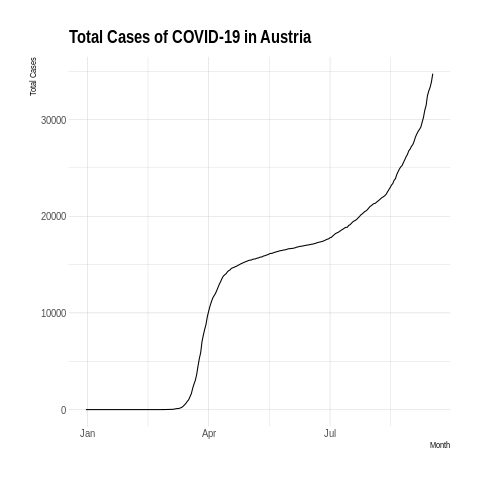 Total Cases of COVID-19 in Austria
Total Cases
30000
20000
10000
0
Jan Apr Jul
Month